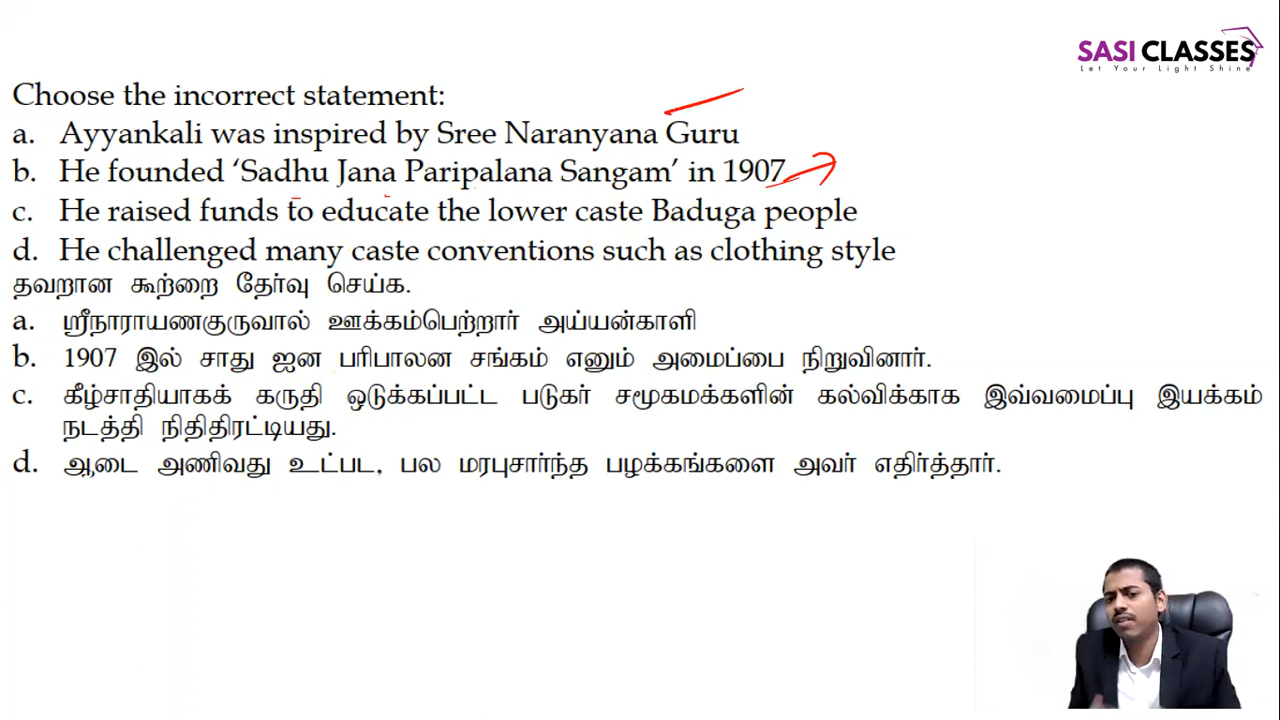 SASI CLASSES
Let Your Light Shine
Choose the incorrect statement:
a. Ayyankali was inspired by Sree Naranyana Guru
b. He founded ‘Sadhu Jana Paripalana Sangam’ in 1907
c. He raised funds to educate the lower caste Baduga people
d. He challenged many caste conventions such as clothing style
தவறான கூற்றை தேர்வு செய்க.
a. ஸ்ரீநாராயணகுருவால் ஊக்கம்பெற்றார் அய்யன்காளி
b. 1907 இல் சாது ஐன பரிபாலன சங்கம் எனும் அமைப்பை நிறுவினார்.
c. கீழ்சாதியாகக் கருதி ஒடுக்கப்பட்ட படுகர் சமூகமக்களின் கல்விக்காக இவ்வமைப்பு இயக்கம்
நடத்தி நிதிதிரட்டியது.
d. ஆடை அணிவது உட்பட, பல மரபுசார்ந்த பழக்கங்களை அவர் எதிர்த்தார்.